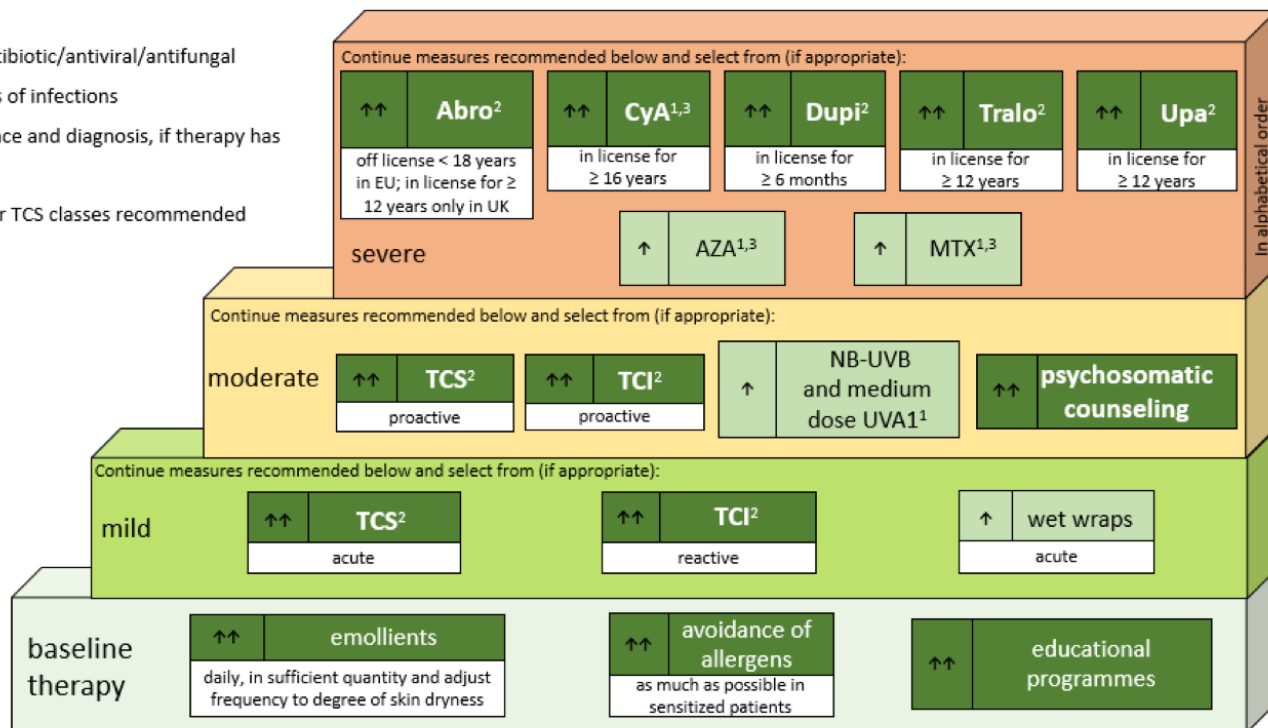 tibiotic/antiviral/antifungal
s of infections
ce and diagnosis, if therapy has
r TCS classes recommended
Continue measures recommended below and select from (if appropriate):
↑↑ Abro²
off license < 18 years
in EU; in license for ≥
12 years only in UK
↑↑ CyA¹,³
in license for
≥ 16 years
↑↑ Dupi²
in license for
≥ 6 months
↑↑ Tralo²
in license for
≥ 12 years
↑↑ Upa²
in license for
≥ 12 years
In alphabetical order
severe
↑ AZA¹,³
↑ MTX¹,³
Continue measures recommended below and select from (if appropriate):
moderate
↑↑ TCS²
proactive
↑↑ TCI²
proactive
↑ NB-UVB
and medium
dose UVA1¹
↑↑ psychosomatic
counseling
Continue measures recommended below and select from (if appropriate):
mild
↑↑ TCS²
acute
↑↑ TCI²
reactive
↑ wet wraps
acute
baseline
therapy
↑↑ emollients
daily, in sufficient quantity and adjust
frequency to degree of skin dryness
↑↑ avoidance of
allergens
as much as possible in
sensitized patients
↑↑ educational
programmes